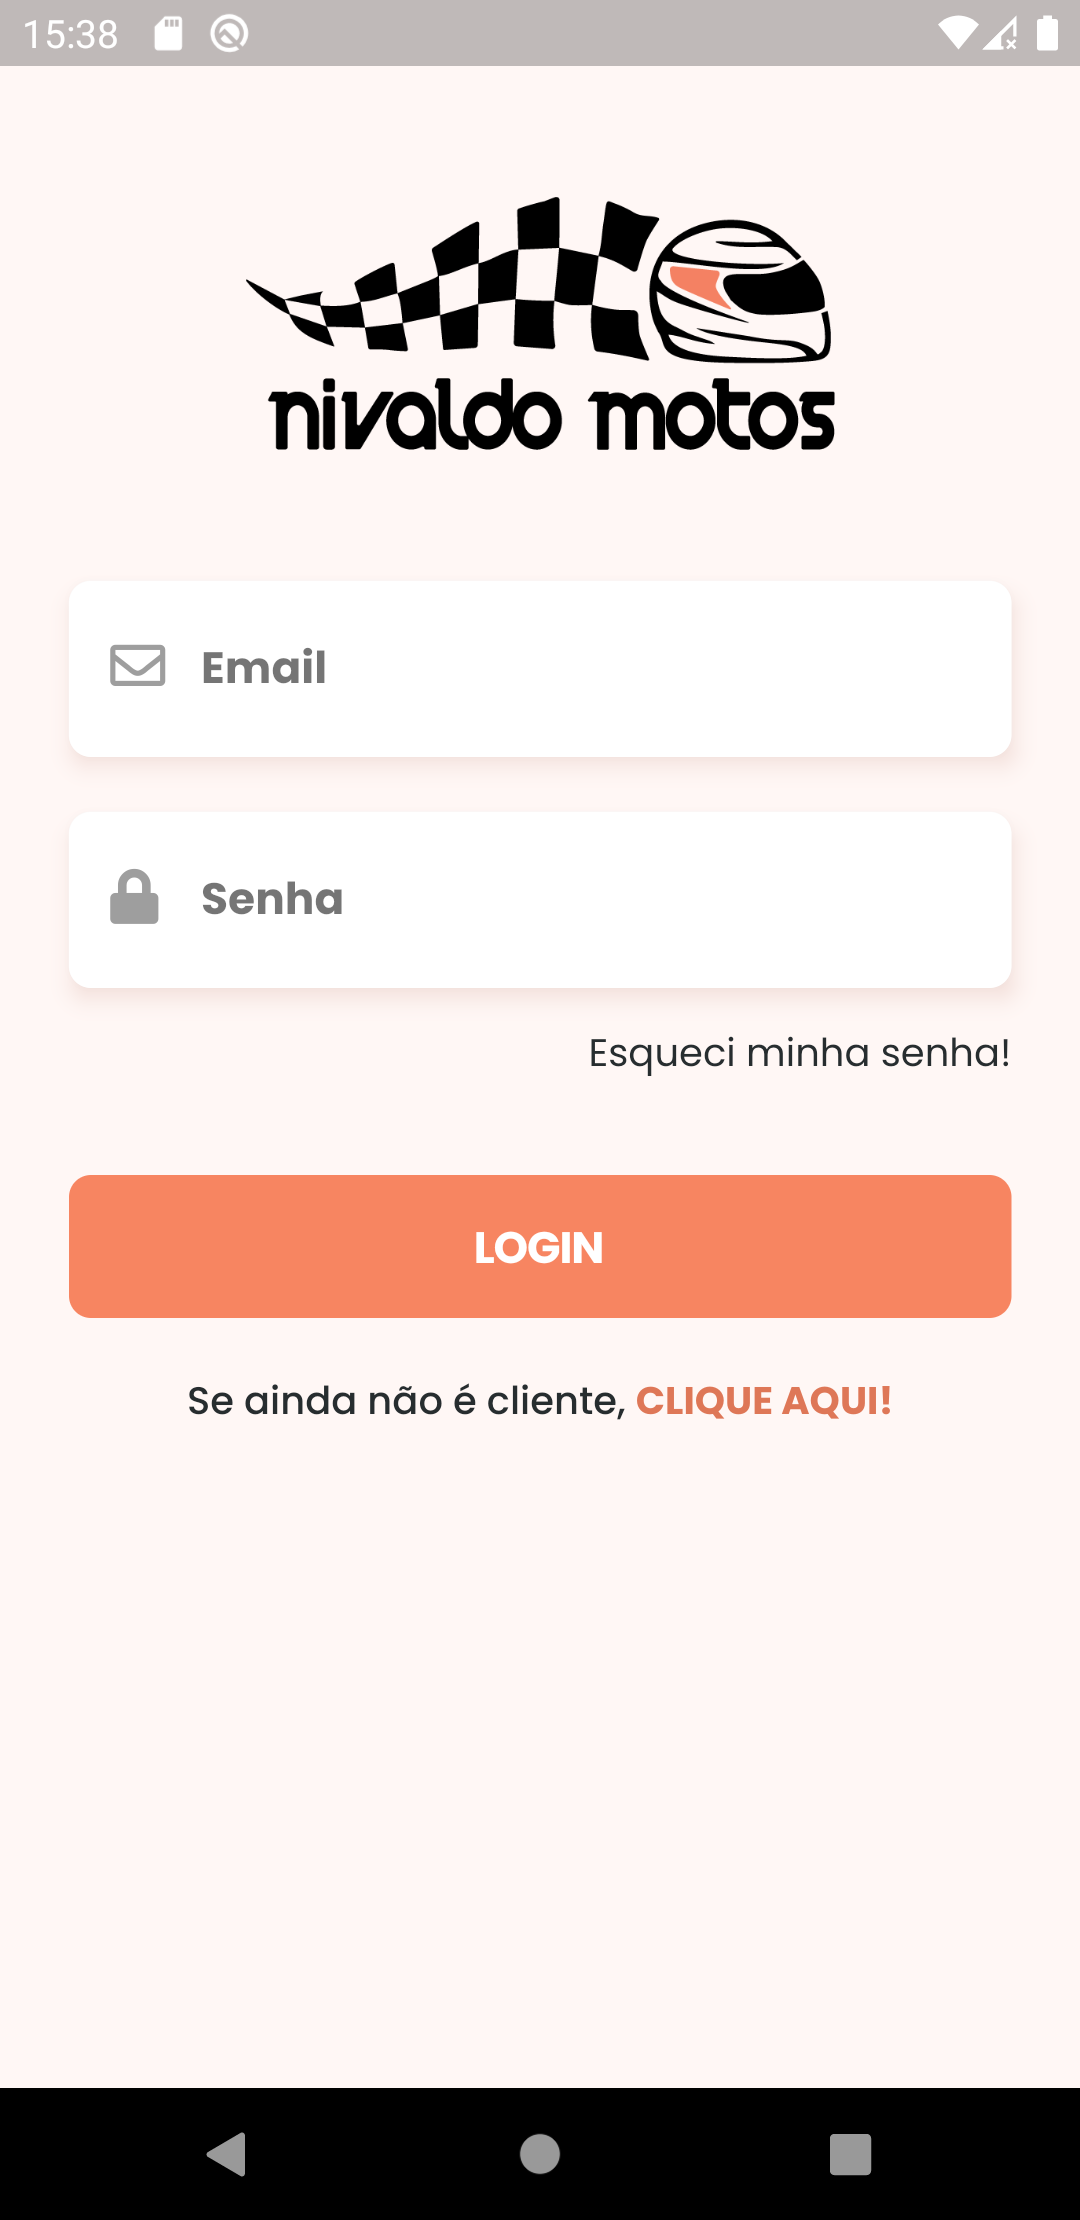 15:38
nivaldo motos
Email
Senha
Esqueci minha senha!
LOGIN
Se ainda não é cliente, CLIQUE AQUI!